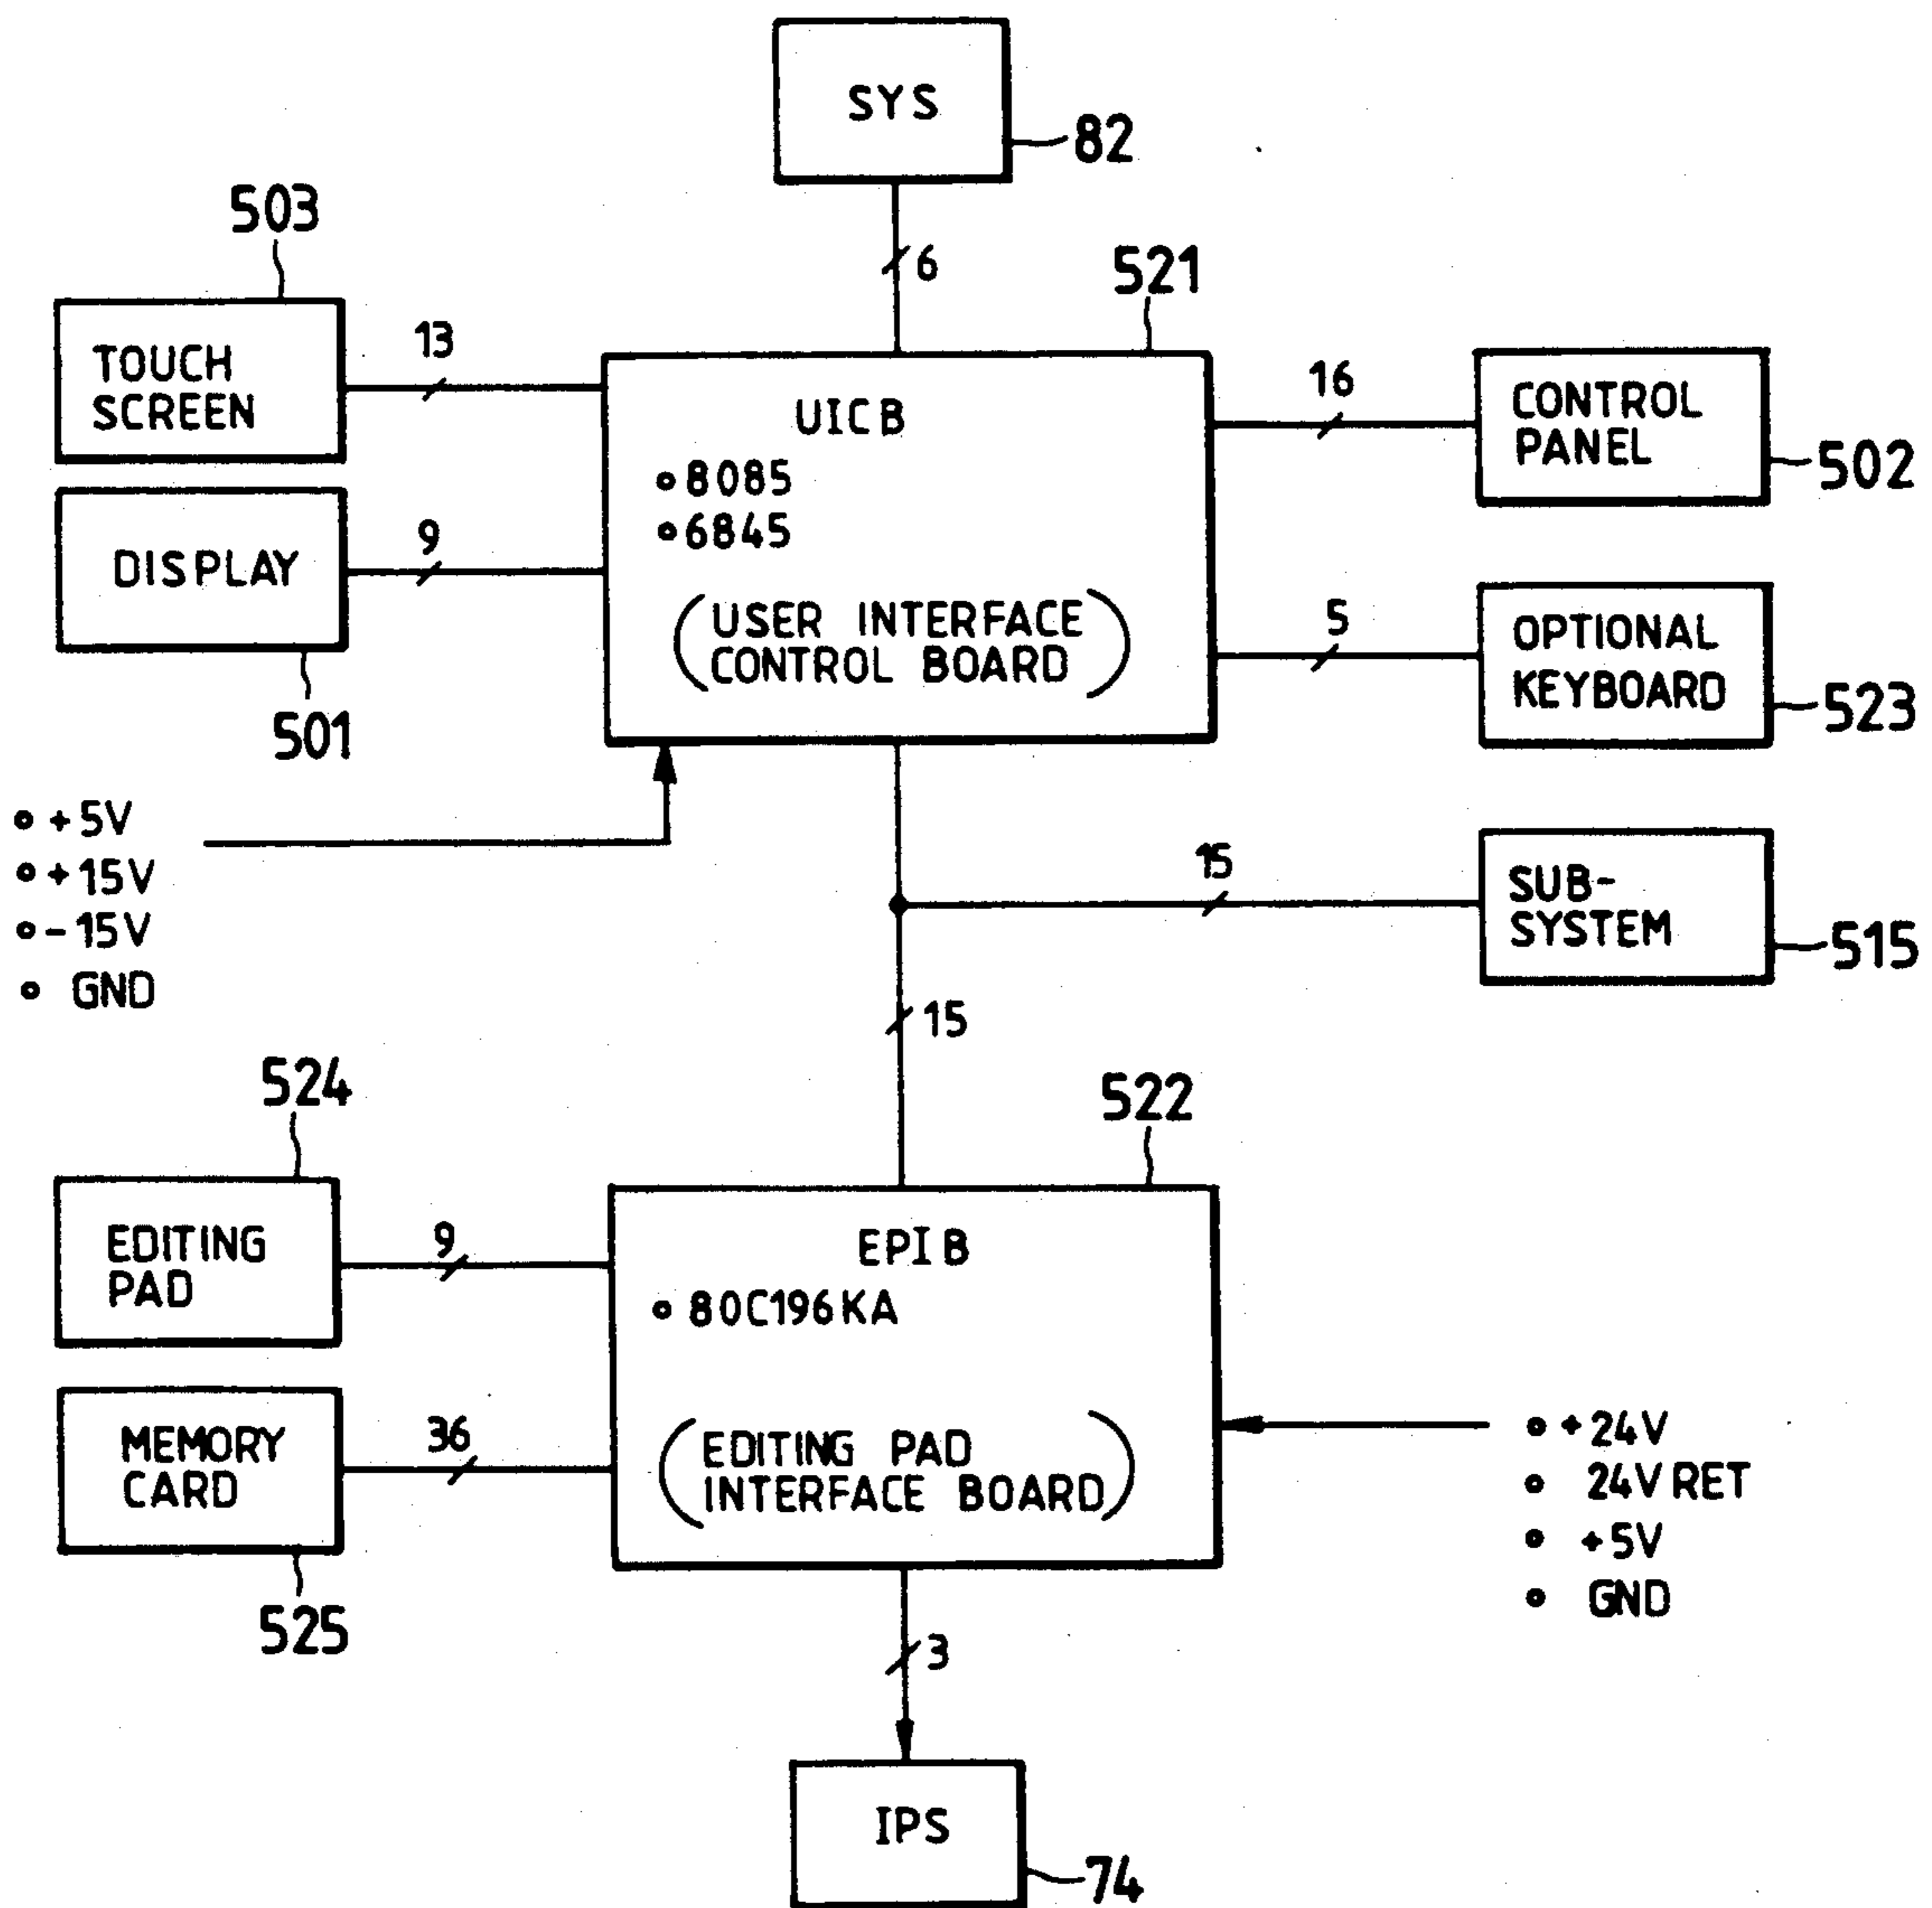 SYS
82
503
6
521
TOUCH
SCREEN
13
UICB
16
CONTROL
PANEL
502
8085
6845
DISPLAY
9
501
(USER INTERFACE
CONTROL BOARD)
5
OPTIONAL
KEYBOARD
523
+5V
+15V
-15V
GND
15
SUB-
SYSTEM
515
15
524
522
EDITING
PAD
9
EPIB
80C196KA
MEMORY
CARD
36
525
(EDITING PAD
INTERFACE BOARD)
+24V
24V RET
+5V
GND
3
IPS
74